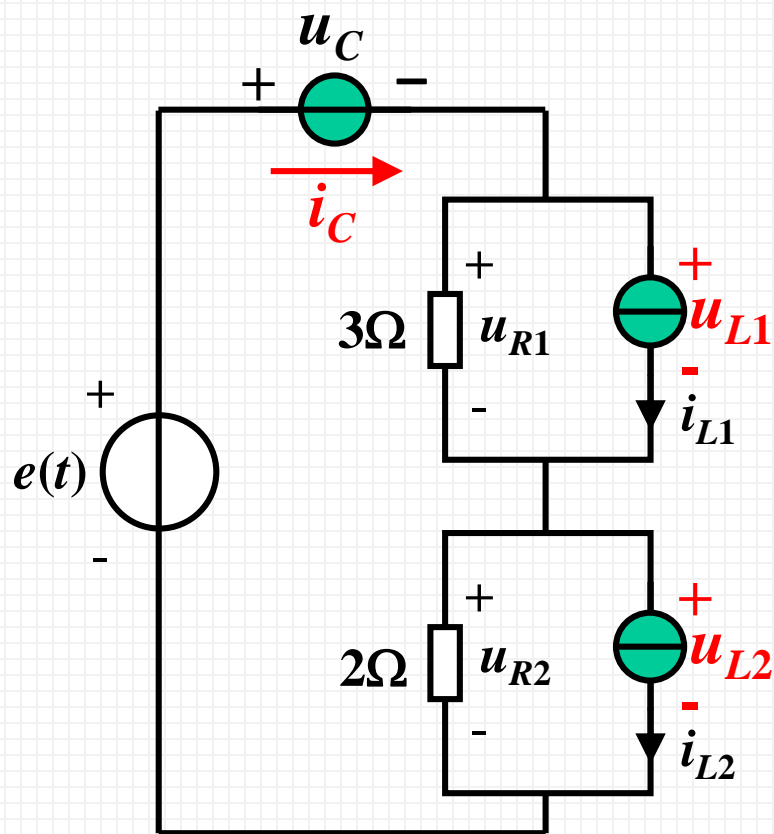 u_C
+ −
i_C
+ +
3Ω u_R1 u_L1
- -
i_L1
+
e(t)
-
+ +
2Ω u_R2 u_L2
- -
i_L2